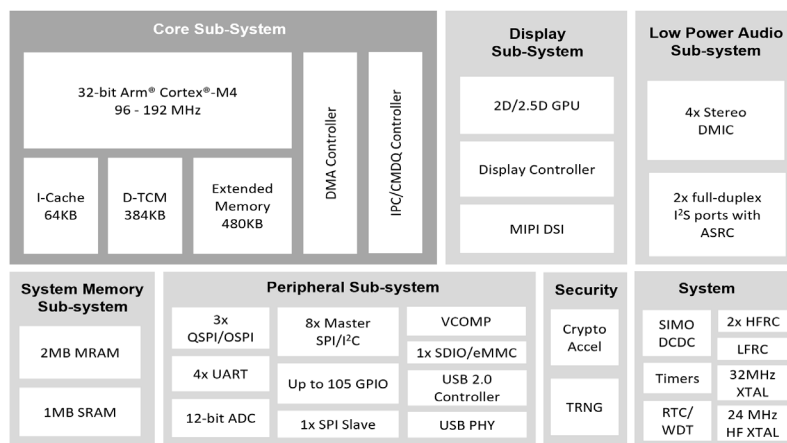 Core Sub-System
32-bit Arm® Cortex®-M4
96 - 192 MHz
I-Cache
64KB
D-TCM
384KB
Extended
Memory
480KB
DMA Controller
IPC/CMDQ Controller
Display
Sub-System
2D/2.5D GPU
Display Controller
MIPI DSI
Low Power Audio
Sub-system
4x Stereo
DMIC
2x full-duplex
I²S ports with
ASRC
System Memory
Sub-system
2MB MRAM
1MB SRAM
Peripheral Sub-system
3x
QSPI/OSPI
4x UART
12-bit ADC
8x Master
SPI/I²C
Up to 105 GPIO
1x SPI Slave
VCOMP
1x SDIO/eMMC
USB 2.0
Controller
USB PHY
Security
Crypto
Accel
TRNG
System
SIMO
DCDC
Timers
RTC/
WDT
2x HFRC
LFRC
32MHz
XTAL
24 MHz
HF XTAL